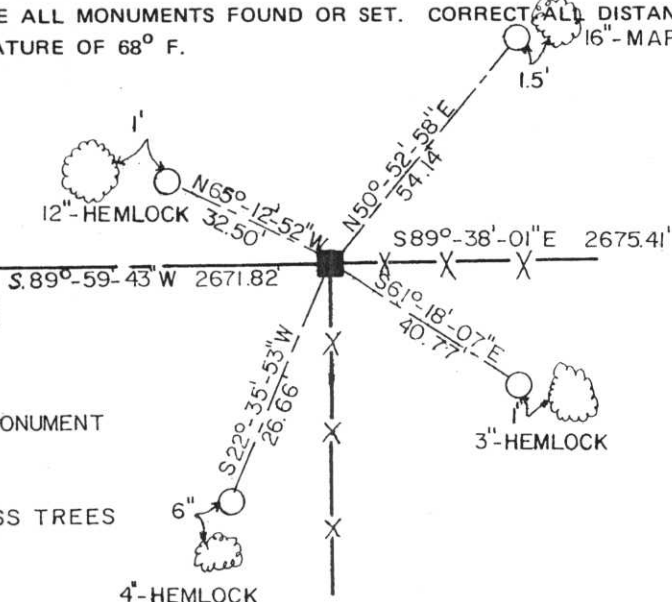 E ALL MONUMENTS FOUND OR SET. CORRECT ALL DISTAN
ATURE OF 68° F.
16"-MAP
1.5'
1'
12"-HEMLOCK
N65°-12'-52"W
32.50'
N50°-52'-58"E
54.14'
S89°-38'-01"E 2675.41'
S.89°-59'-43"W 2671.82'
S61°-18'-07"E
40.77'
S22°-35'-53"W
26.66'
ONUMENT
1'
3"-HEMLOCK
SS TREES
6"
4"-HEMLOCK